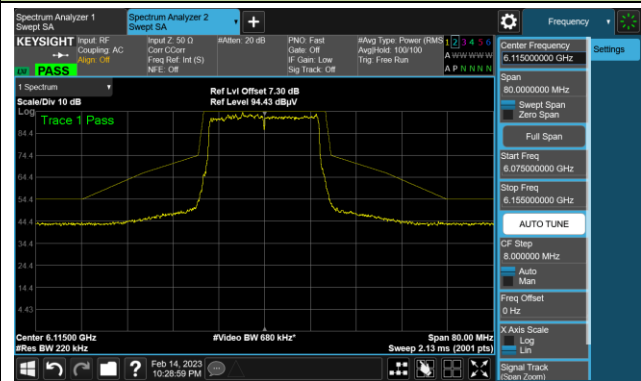 Spectrum Analyzer 1
Swept SA
Spectrum Analyzer 2
Swept SA
Frequency
KEYSIGHT
Input: RF
Coupling: AC
Align: Off
Input Z: 50 Ω
Corr CCorr
Freq Ref: Int (S)
NFE: Off
#Atten: 20 dB
PNO: Fast
Gate: Off
IF Gain: Low
Sig Track: Off
#Avg Type: Power (RMS
Avg|Hold: 100/100
Trig: Free Run
1 2 3 4 5 6
A W W W W W
A P N N N N
LXI
PASS
1 Spectrum
Scale/Div 10 dB
Ref Lvl Offset 7.30 dB
Ref Level 94.43 dBµV
Log
Trace 1 Pass
84.4
74.4
64.4
54.4
44.4
34.4
24.4
14.4
4.43
Center 6.11500 GHz
#Res BW 220 kHz
#Video BW 680 kHz*
Span 80.00 MHz
Sweep 2.13 ms (2001 pts)
Feb 14, 2023
10:28:59 PM
Center Frequency
6.115000000 GHz
Settings
Span
80.0000000 MHz
Swept Span
Zero Span
Full Span
Start Freq
6.075000000 GHz
Stop Freq
6.155000000 GHz
AUTO TUNE
CF Step
8.000000 MHz
Auto
Man
Freq Offset
0 Hz
X Axis Scale
Log
Lin
Signal Track
(Span Zoom)